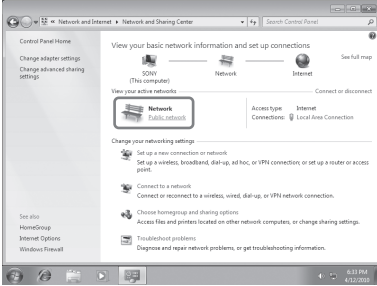 « Network and Internet ▸ Network and Sharing Center
Search Control Panel
Control Panel Home
Change adapter settings
Change advanced sharing
settings
View your basic network information and set up connections
See full map
SONY
(This computer)
Network
Internet
View your active networks
Connect or disconnect
Network
Public network
Access type: Internet
Connections: Local Area Connection
Change your networking settings
Set up a new connection or network
Set up a wireless, broadband, dial-up, ad hoc, or VPN connection; or set up a router or access
point.
Connect to a network
Connect or reconnect to a wireless, wired, dial-up, or VPN network connection.
Choose homegroup and sharing options
Access files and printers located on other network computers, or change sharing settings.
Troubleshoot problems
Diagnose and repair network problems, or get troubleshooting information.
See also
HomeGroup
Internet Options
Windows Firewall
6:33 PM
4/12/2010